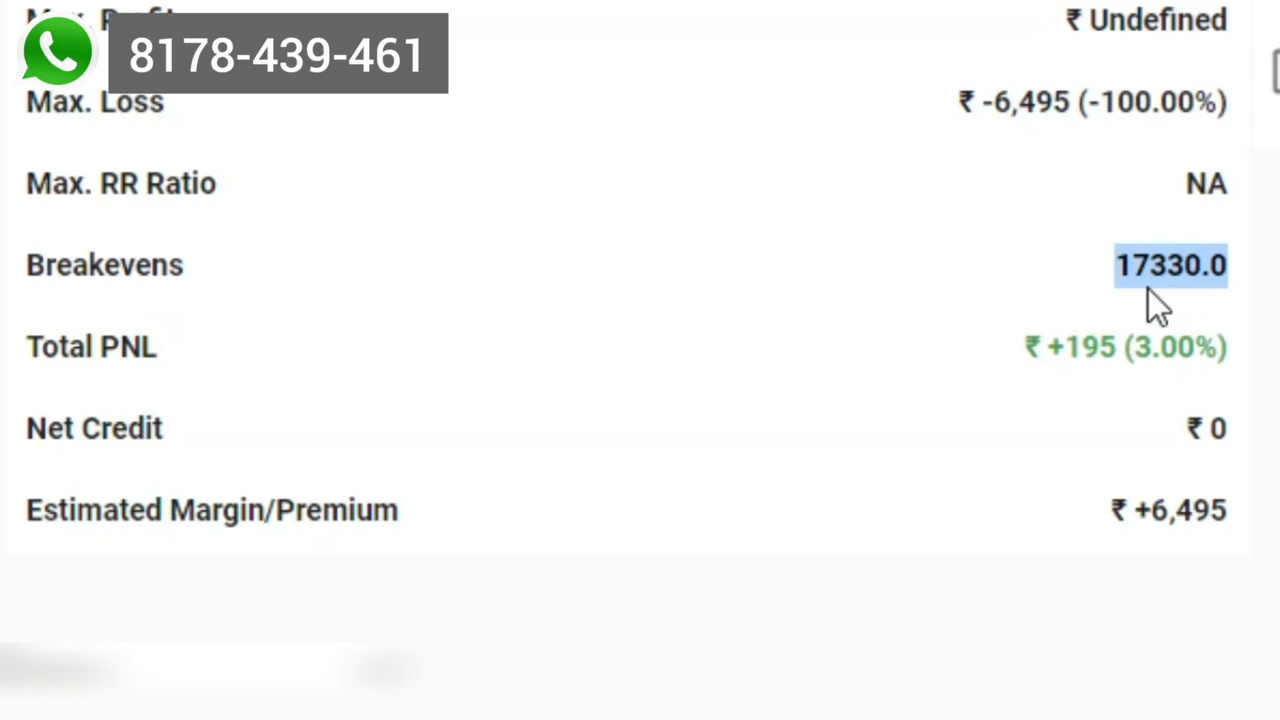 ₹ Undefined
8178-439-461
Max. Loss ₹ -6,495 (-100.00%)
Max. RR Ratio NA
Breakevens 17330.0
Total PNL ₹ +195 (3.00%)
Net Credit ₹ 0
Estimated Margin/Premium ₹ +6,495